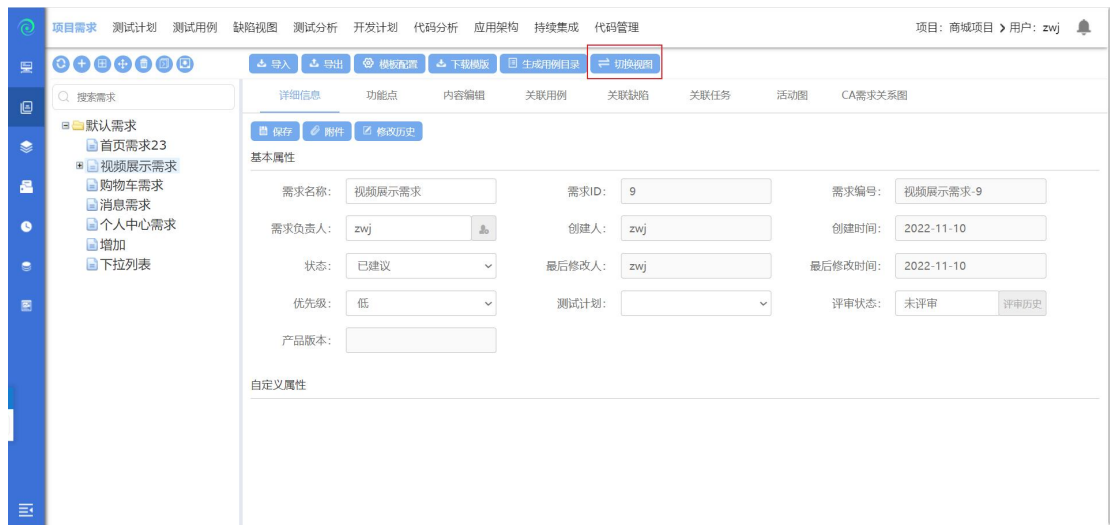 项目需求 测试计划 测试用例 缺陷视图 测试分析 开发计划 代码分析 应用架构 持续集成 代码管理 项目：商城项目 用户：zwj
导入 导出 模板配置 下载模版 生成用例目录 切换视图
搜索需求
详细信息 功能点 内容编辑 关联用例 关联缺陷 关联任务 活动图 CA需求关系图
默认需求
首页需求23
视频展示需求
购物车需求
消息需求
个人中心需求
增加
下拉列表
保存 附件 修改历史
基本属性
需求名称： 视频展示需求 需求ID： 9 需求编号： 视频展示需求-9
需求负责人： zwj 创建人： zwj 创建时间： 2022-11-10
状态： 已建议 最后修改人： zwj 最后修改时间： 2022-11-10
优先级： 低 测试计划： 评审状态： 未评审 评审历史
产品版本：
自定义属性